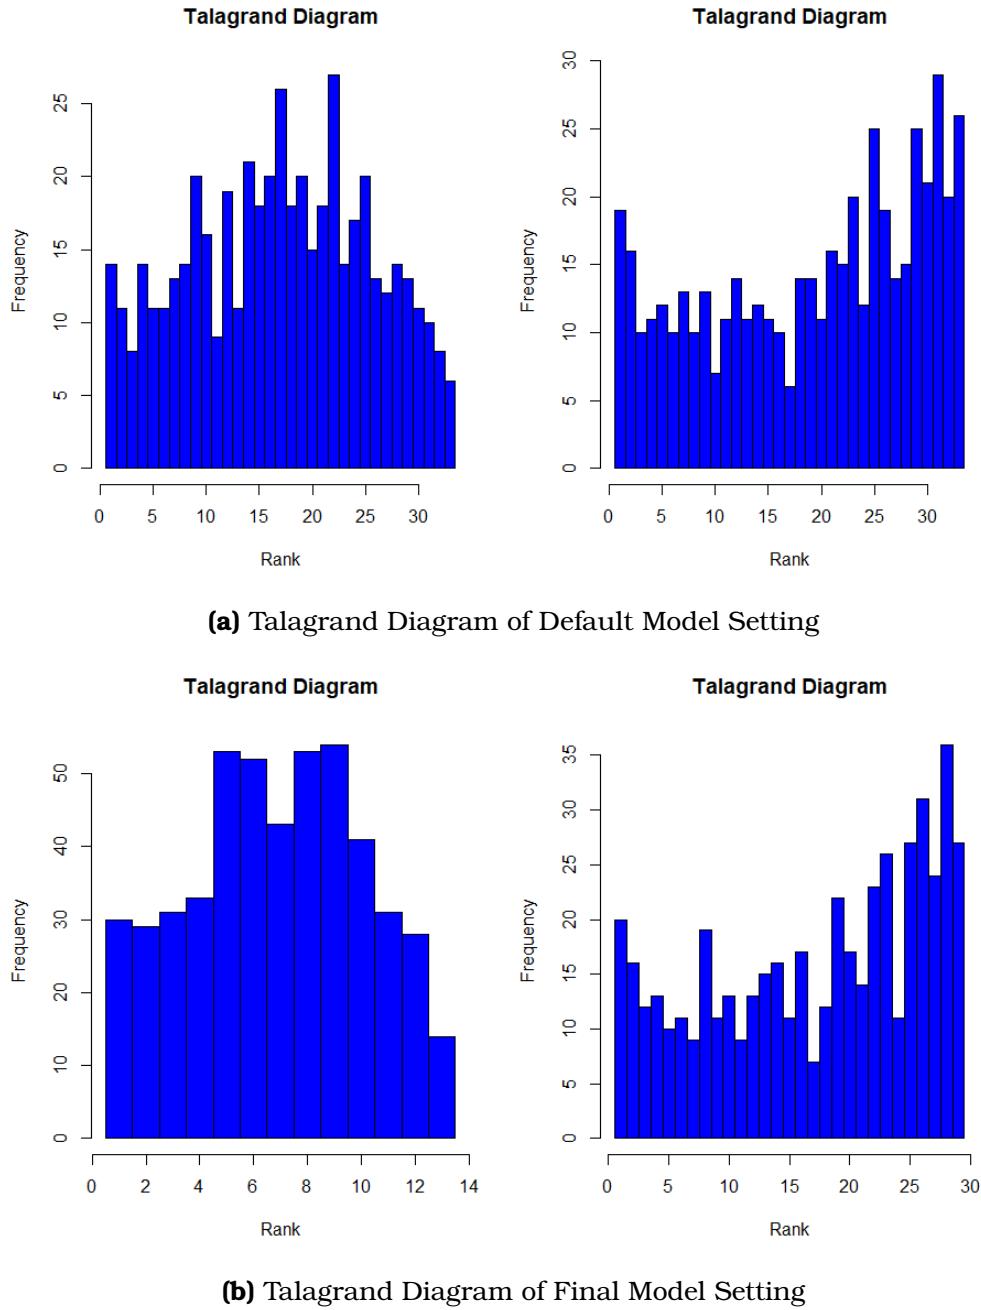 Talagrand Diagram
Talagrand Diagram
Frequency
0 5 10 15 20 25
0 5 10 15 20 25 30
Rank
Frequency
0 5 10 15 20 25 30
0 5 10 15 20 25 30
Rank
(a) Talagrand Diagram of Default Model Setting
Talagrand Diagram
Talagrand Diagram
Frequency
0 10 20 30 40 50
0 2 4 6 8 10 12 14
Rank
Frequency
0 5 10 15 20 25 30 35
0 5 10 15 20 25 30
Rank
(b) Talagrand Diagram of Final Model Setting